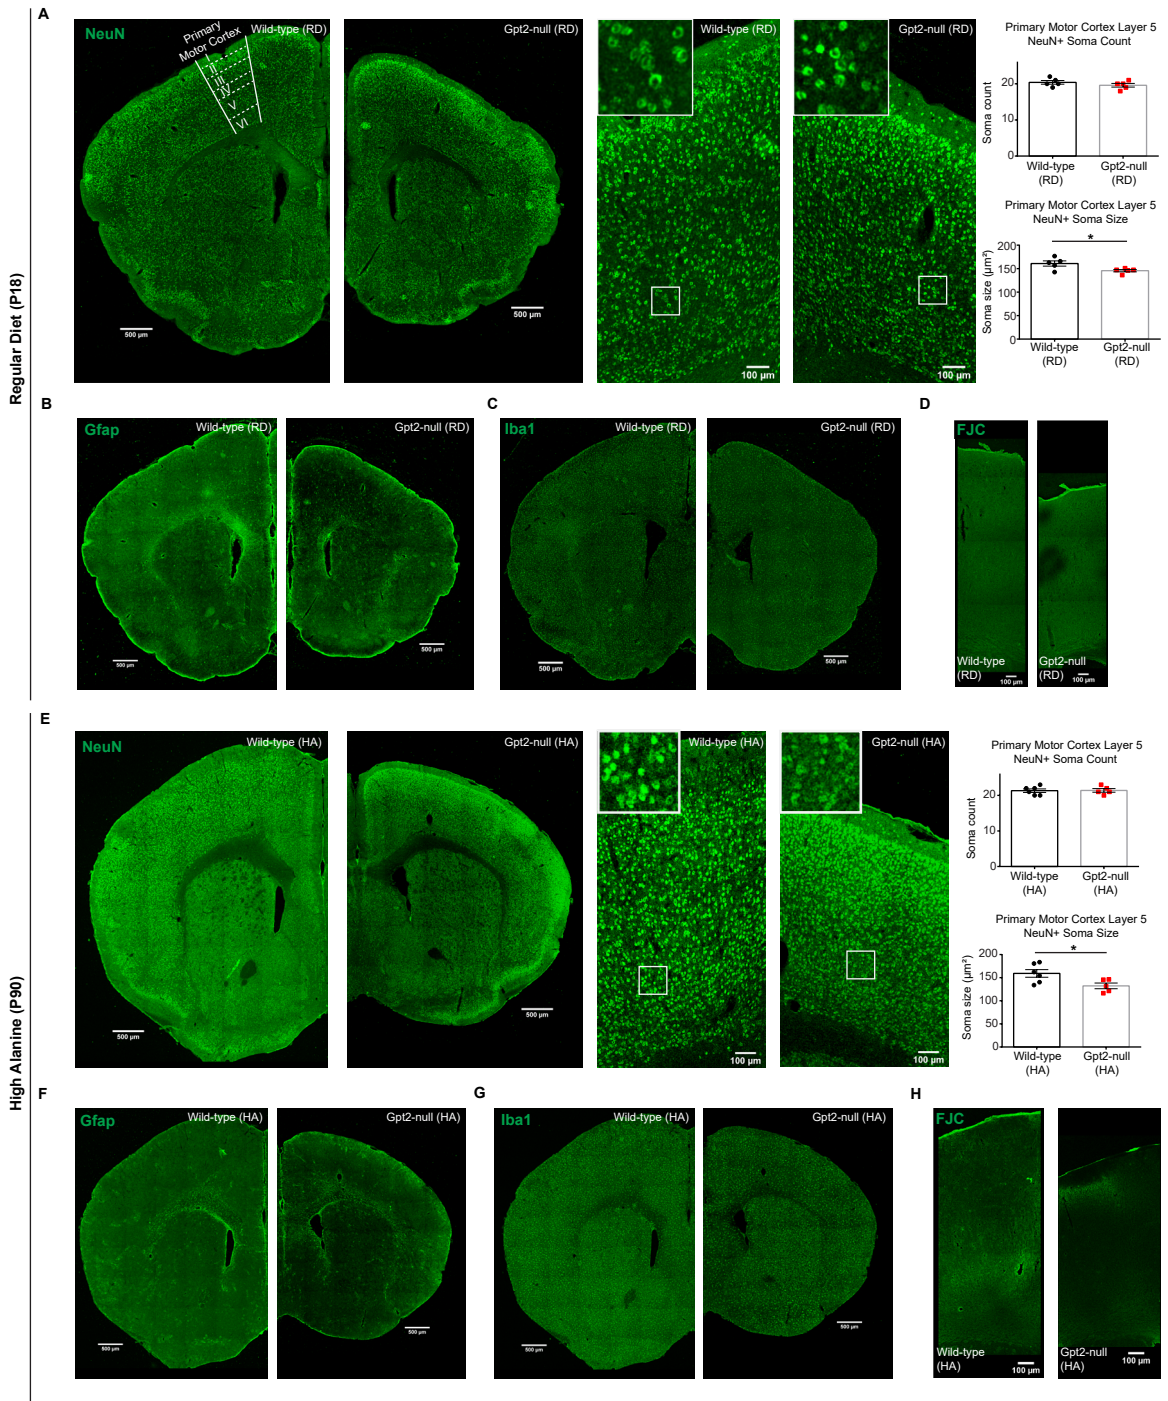 A
NeuN
Primary
Motor Cortex
I
II
III
IV
V
VI
Wild-type (RD)
Gpt2-null (RD)
Wild-type (RD)
Gpt2-null (RD)
500 µm
500 µm
100 µm
100 µm
Primary Motor Cortex Layer 5
NeuN+ Soma Count
Soma count
20
10
0
Wild-type
(RD)
Gpt2-null
(RD)
Primary Motor Cortex Layer 5
NeuN+ Soma Size
Soma size (µm²)
200
150
100
50
0
*
Wild-type
(RD)
Gpt2-null
(RD)
Regular Diet (P18)
B
Gfap
Wild-type (RD)
Gpt2-null (RD)
500 µm
500 µm
C
Iba1
Wild-type (RD)
Gpt2-null (RD)
500 µm
500 µm
D
FJC
Wild-type
(RD)
100 µm
Gpt2-null
(RD)
100 µm
E
NeuN
Wild-type (HA)
Gpt2-null (HA)
Wild-type (HA)
Gpt2-null (HA)
500 µm
500 µm
100 µm
100 µm
Primary Motor Cortex Layer 5
NeuN+ Soma Count
Soma count
20
10
0
Wild-type
(HA)
Gpt2-null
(HA)
Primary Motor Cortex Layer 5
NeuN+ Soma Size
Soma size (µm²)
200
150
100
50
0
*
Wild-type
(HA)
Gpt2-null
(HA)
High Alanine (P90)
F
Gfap
Wild-type (HA)
Gpt2-null (HA)
500 µm
500 µm
G
Iba1
Wild-type (HA)
Gpt2-null (HA)
500 µm
500 µm
H
FJC
Wild-type
(HA)
100 µm
Gpt2-null
(HA)
100 µm